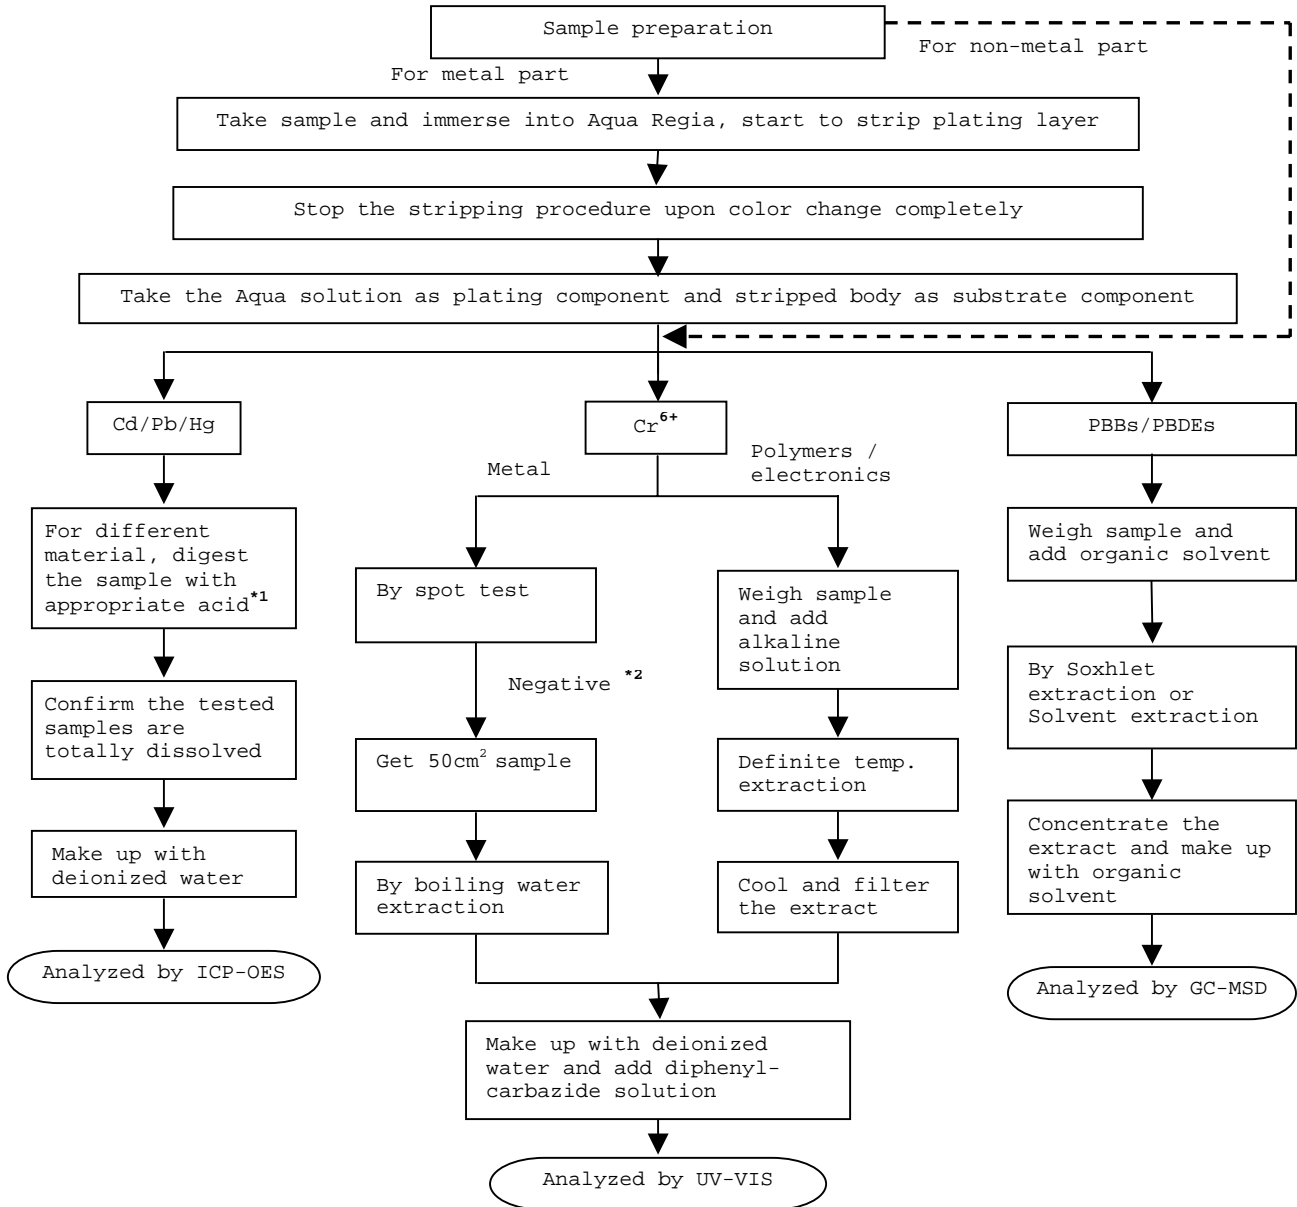 Sample preparation
For non-metal part
For metal part
Take sample and immerse into Aqua Regia, start to strip plating layer
Stop the stripping procedure upon color change completely
Take the Aqua solution as plating component and stripped body as substrate component
Cd/Pb/Hg
For different
material, digest
the sample with
appropriate acid*1
Confirm the tested
samples are
totally dissolved
Make up with
deionized water
Analyzed by ICP-OES
Cr6+
Metal
By spot test
Negative *2
Get 50cm2 sample
By boiling water
extraction
Polymers /
electronics
Weigh sample
and add
alkaline
solution
Definite temp.
extraction
Cool and filter
the extract
Make up with deionized
water and add diphenyl-
carbazide solution
Analyzed by UV-VIS
PBBs/PBDEs
Weigh sample and
add organic solvent
By Soxhlet
extraction or
Solvent extraction
Concentrate the
extract and make up
with organic
solvent
Analyzed by GC-MSD